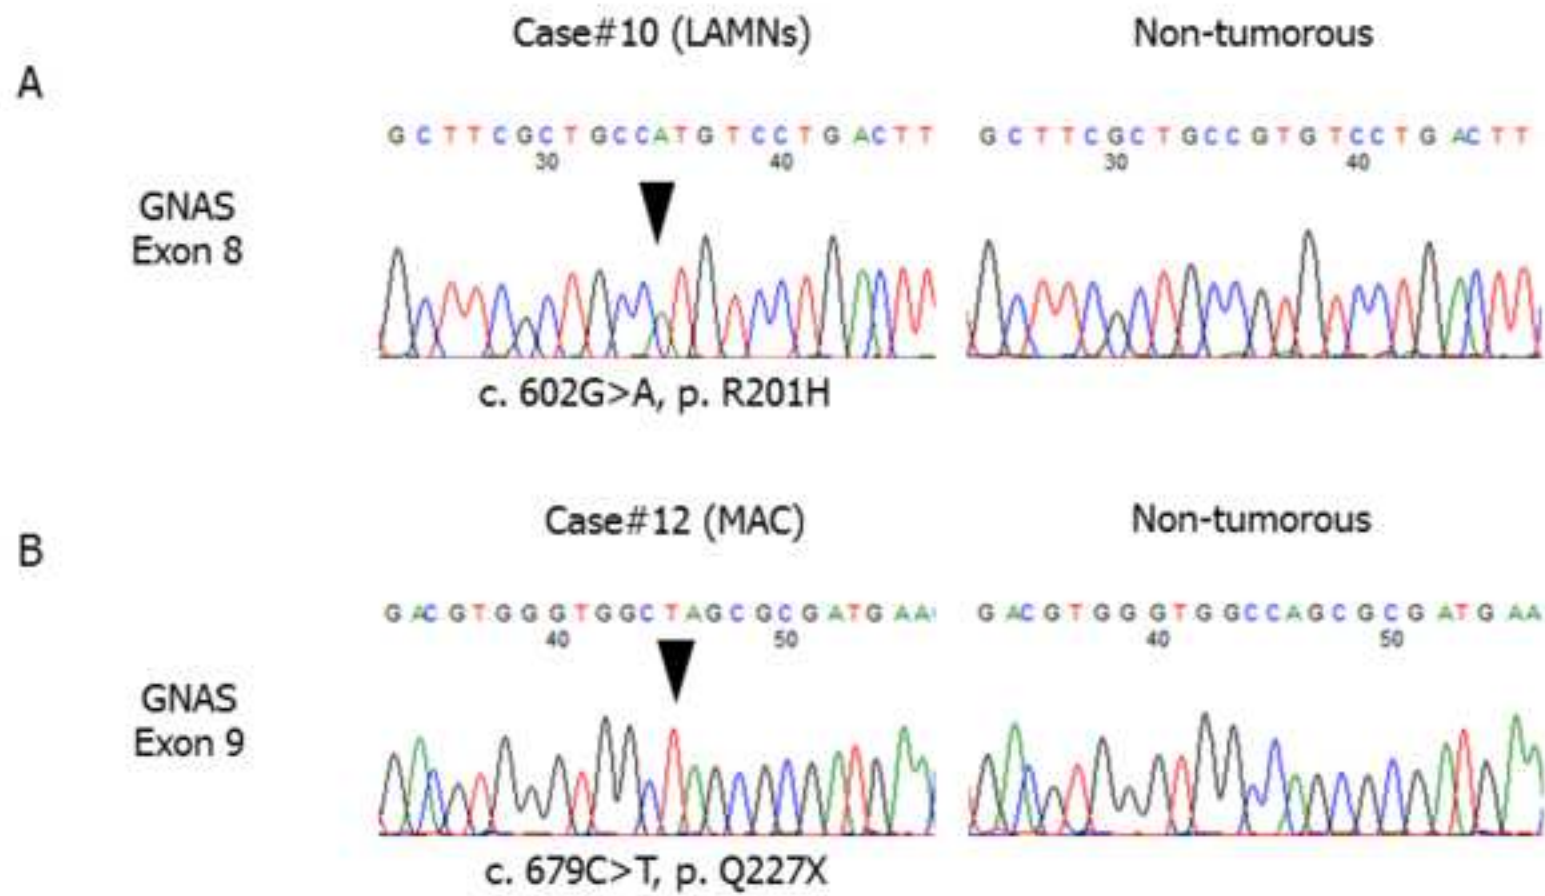 Case#10 (LAMNs) Non-tumorous
A
G C T T C G C T G C C A T G T C C T G A C T T G C T T C G C T G C C G T G T C C T G A C T T
30 40 30 40
GNAS
Exon 8
c. 602G>A, p. R201H
Case#12 (MAC) Non-tumorous
B
G A C G T G G G T G G C T A G C G C G A T G A A G A C G T G G G T G G C C A G C G C G A T G A A
40 50 40 50
GNAS
Exon 9
c. 679C>T, p. Q227X